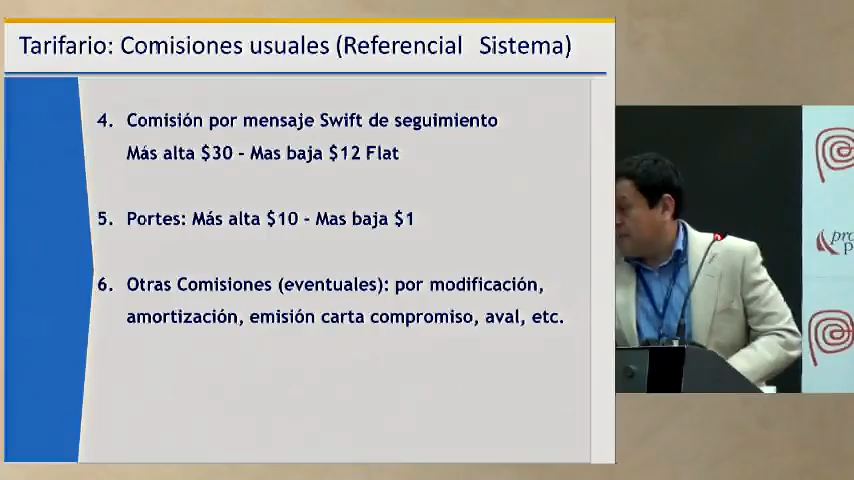 Tarifario: Comisiones usuales (Referencial Sistema)
4. Comisión por mensaje Swift de seguimiento
Más alta $30 - Mas baja $12 Flat
5. Portes: Más alta $10 - Mas baja $1
6. Otras Comisiones (eventuales): por modificación,
amortización, emisión carta compromiso, aval, etc.